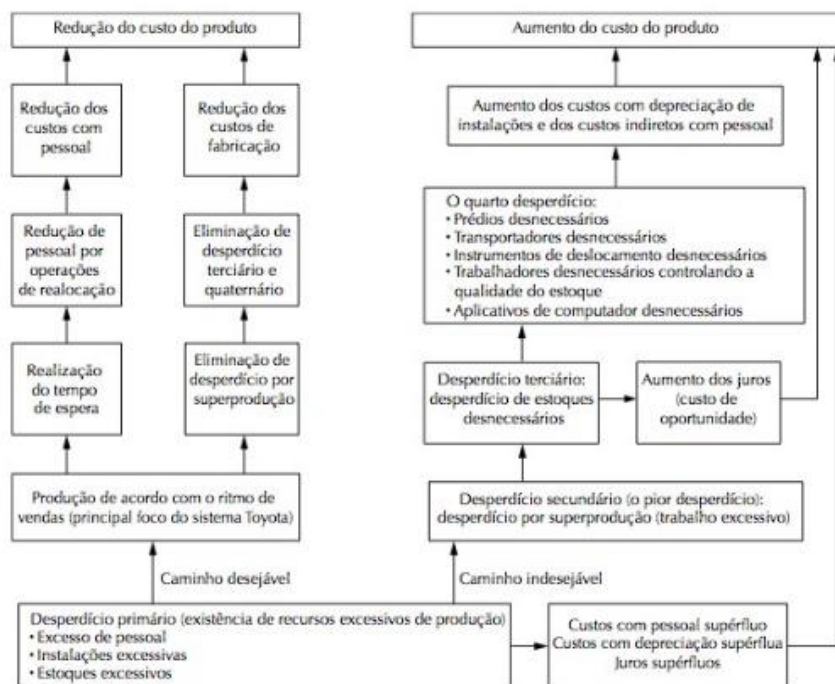 Redução do custo do produto
Redução dos
custos com
pessoal
Redução dos
custos de
fabricação
Redução de
pessoal por
operações
de realocação
Eliminação de
desperdício
terciário e
quaternário
Realização
do tempo
de espera
Eliminação de
desperdício por
superprodução
Produção de acordo com o ritmo de
vendas (principal foco do sistema Toyota)
Caminho desejável
Aumento do custo do produto
Aumento dos custos com depreciação de
instalações e dos custos indiretos com pessoal
O quarto desperdício:
• Prédios desnecessários
• Transportadores desnecessários
• Instrumentos de deslocamento desnecessários
• Trabalhadores desnecessários controlando a
qualidade do estoque
• Aplicativos de computador desnecessários
Desperdício terciário:
desperdício de estoques
desnecessários
Aumento dos juros
(custo de
oportunidade)
Desperdício secundário (o pior desperdício):
desperdício por superprodução (trabalho excessivo)
Caminho indesejável
Desperdício primário (existência de recursos excessivos de produção)
• Excesso de pessoal
• Instalações excessivas
• Estoques excessivos
Custos com pessoal supérfluo
Custos com depreciação supérflua
Juros supérfluos